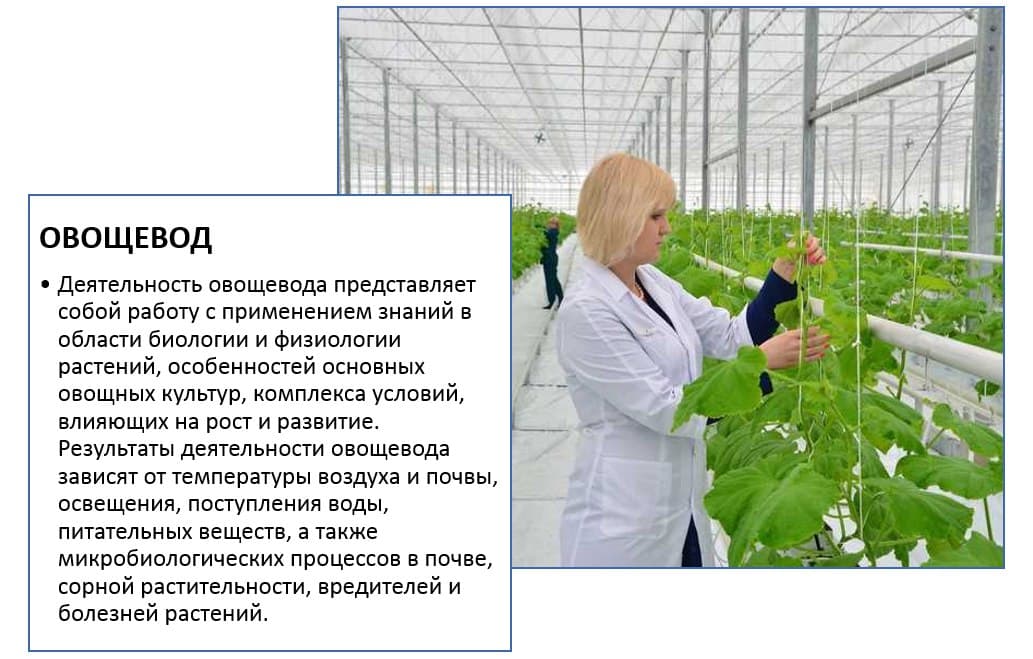 ОВОЩЕВОД
• Деятельность овощевода представляет
собой работу с применением знаний в
области биологии и физиологии
растений, особенностей основных
овощных культур, комплекса условий,
влияющих на рост и развитие.
Результаты деятельности овощевода
зависят от температуры воздуха и почвы,
освещения, поступления воды,
питательных веществ, а также
микробиологических процессов в почве,
сорной растительности, вредителей и
болезней растений.